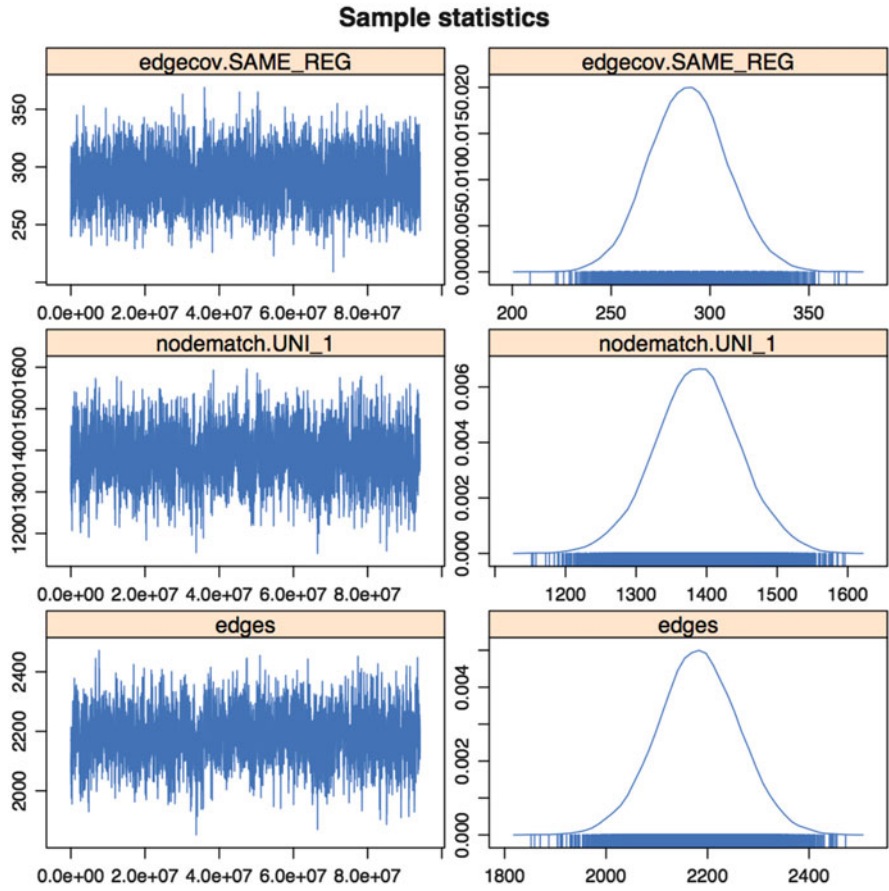 Sample statistics
edgecov.SAME_REG
edgecov.SAME_REG
350
300
250
0.0000.0050.0100.0150.020
0.0e+00 2.0e+07 4.0e+07 6.0e+07 8.0e+07
200 250 300 350
nodematch.UNI_1
nodematch.UNI_1
12001300140015001600
0.006
0.004
0.002
0.000
0.0e+00 2.0e+07 4.0e+07 6.0e+07 8.0e+07
1200 1300 1400 1500 1600
edges
edges
2400
2200
2000
0.004
0.002
0.000
0.0e+00 2.0e+07 4.0e+07 6.0e+07 8.0e+07
1800 2000 2200 2400